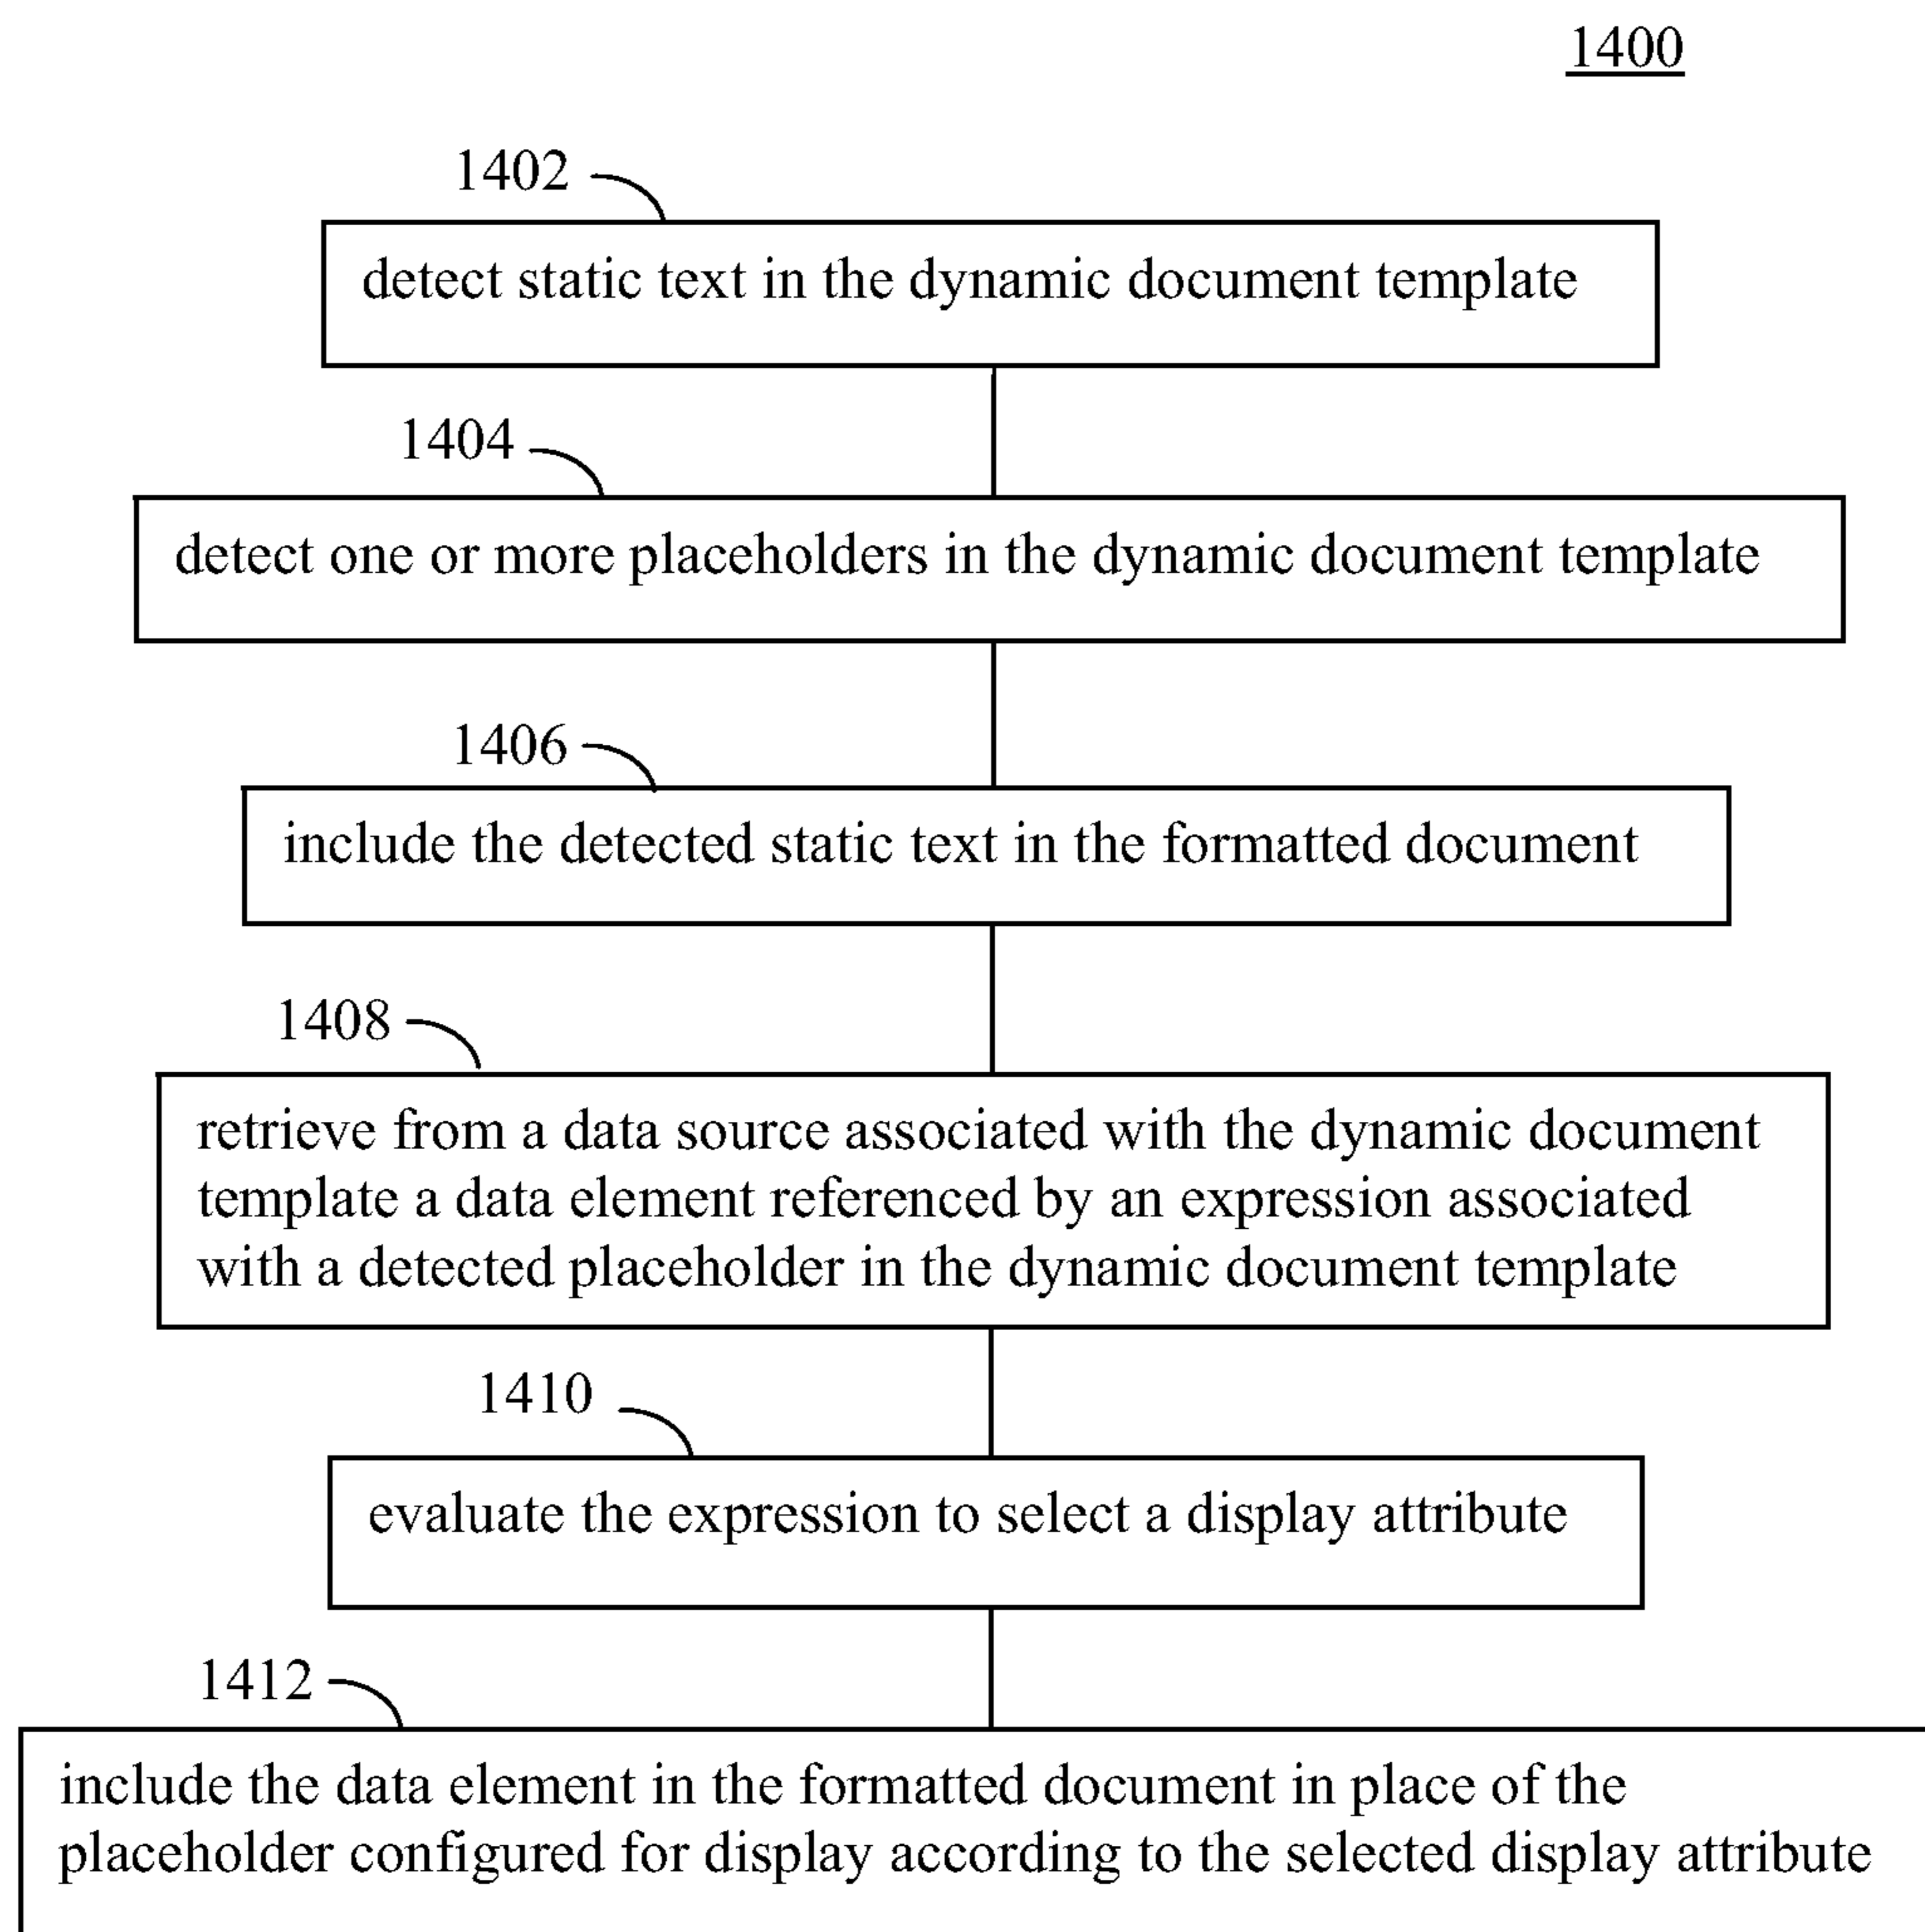 1400
1402
detect static text in the dynamic document template
1404
detect one or more placeholders in the dynamic document template
1406
include the detected static text in the formatted document
1408
retrieve from a data source associated with the dynamic document
template a data element referenced by an expression associated
with a detected placeholder in the dynamic document template
1410
evaluate the expression to select a display attribute
1412
include the data element in the formatted document in place of the
placeholder configured for display according to the selected display attribute